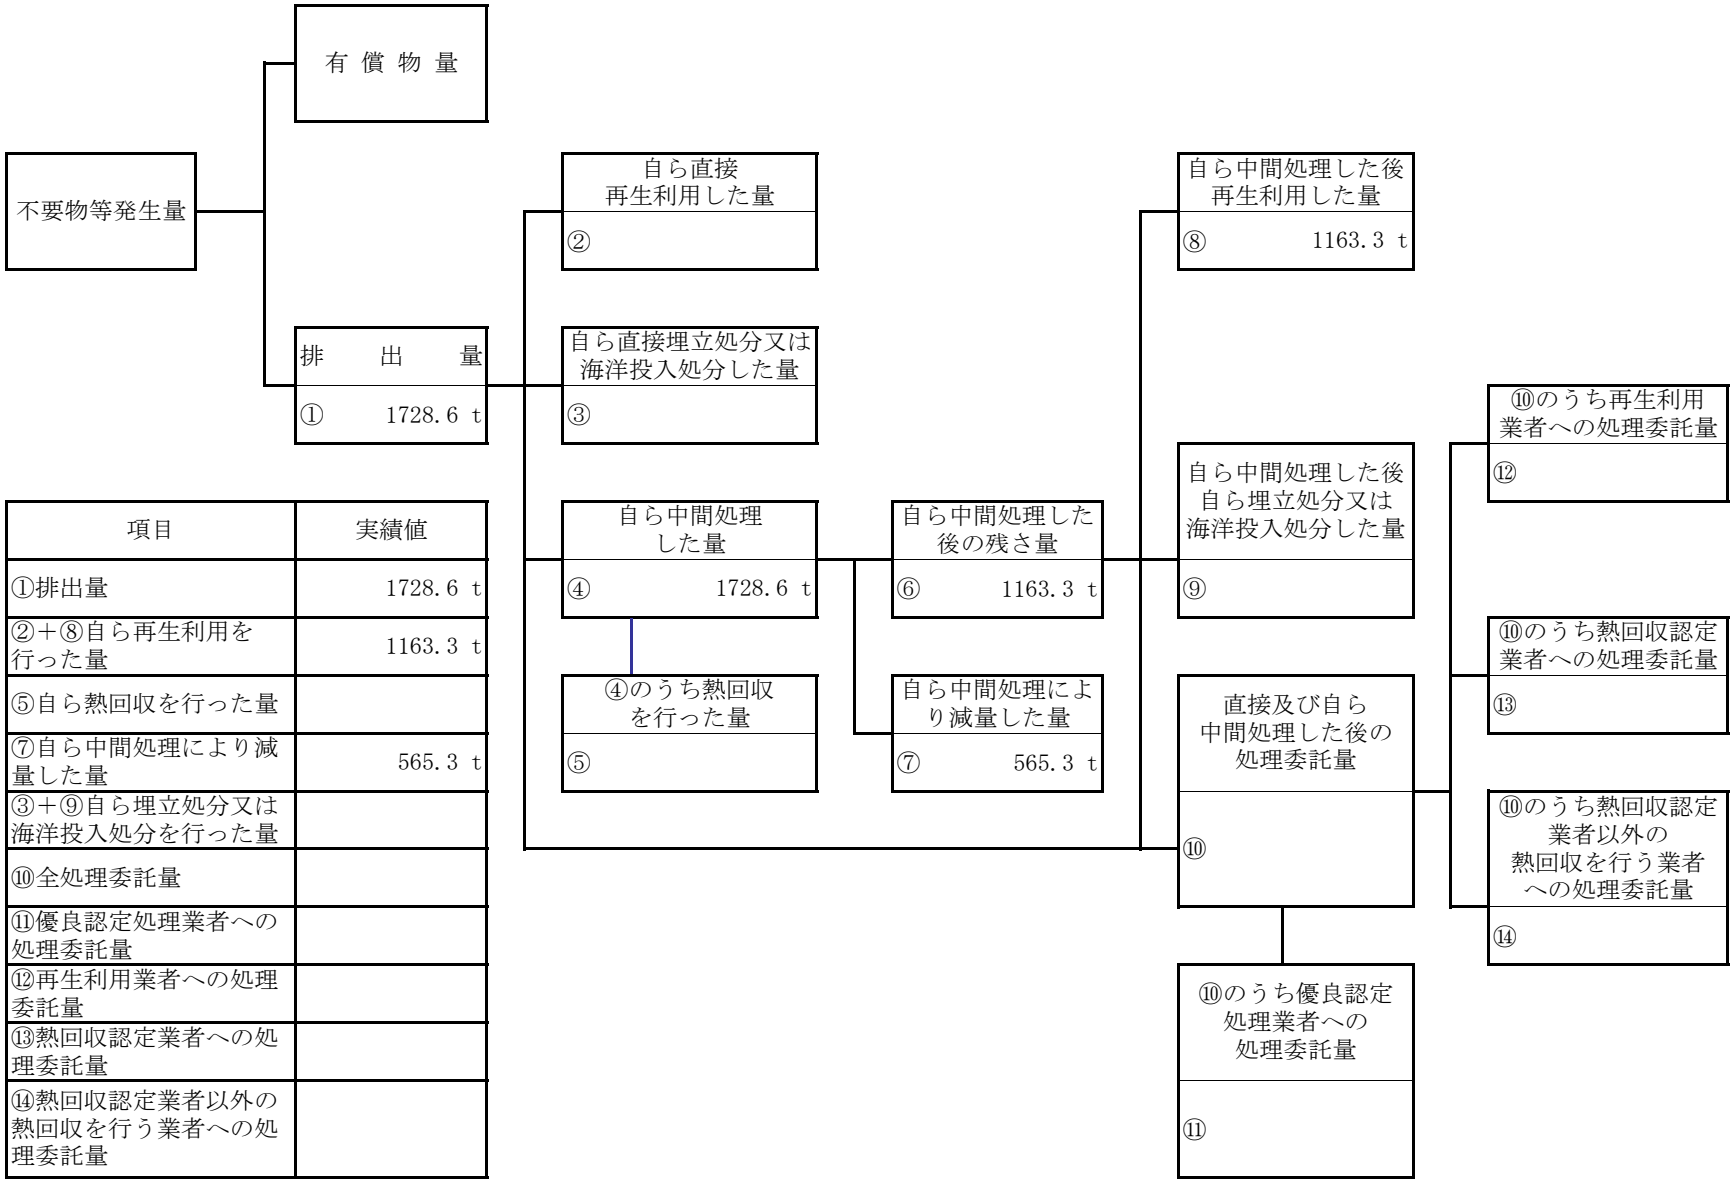 有 償 物 量
不要物等発生量
自ら直接
再生利用した量
②
自ら中間処理した後
再生利用した量
⑧ 1163.3 t
排 出 量
① 1728.6 t
自ら直接埋立処分又は
海洋投入処分した量
③
⑩のうち再生利用
業者への処理委託量
⑫
自ら中間処理した後
自ら埋立処分又は
海洋投入処分した量
⑨
自ら中間処理
した量
④ 1728.6 t
自ら中間処理した
後の残さ量
⑥ 1163.3 t
⑩のうち熱回収認定
業者への処理委託量
⑬
④のうち熱回収
を行った量
⑤
自ら中間処理によ
り減量した量
⑦ 565.3 t
直接及び自ら
中間処理した後の
処理委託量
⑩
⑩のうち熱回収認定
業者以外の
熱回収を行う業者
への処理委託量
⑭
⑩のうち優良認定
処理業者への
処理委託量
⑪
項目 実績値
①排出量 1728.6 t
②＋⑧自ら再生利用を
行った量 1163.3 t
⑤自ら熱回収を行った量
⑦自ら中間処理により減
量した量 565.3 t
③＋⑨自ら埋立処分又は
海洋投入処分を行った量
⑩全処理委託量
⑪優良認定処理業者への
処理委託量
⑫再生利用業者への処理
委託量
⑬熱回収認定業者への処
理委託量
⑭熱回収認定業者以外の
熱回収を行う業者への処
理委託量